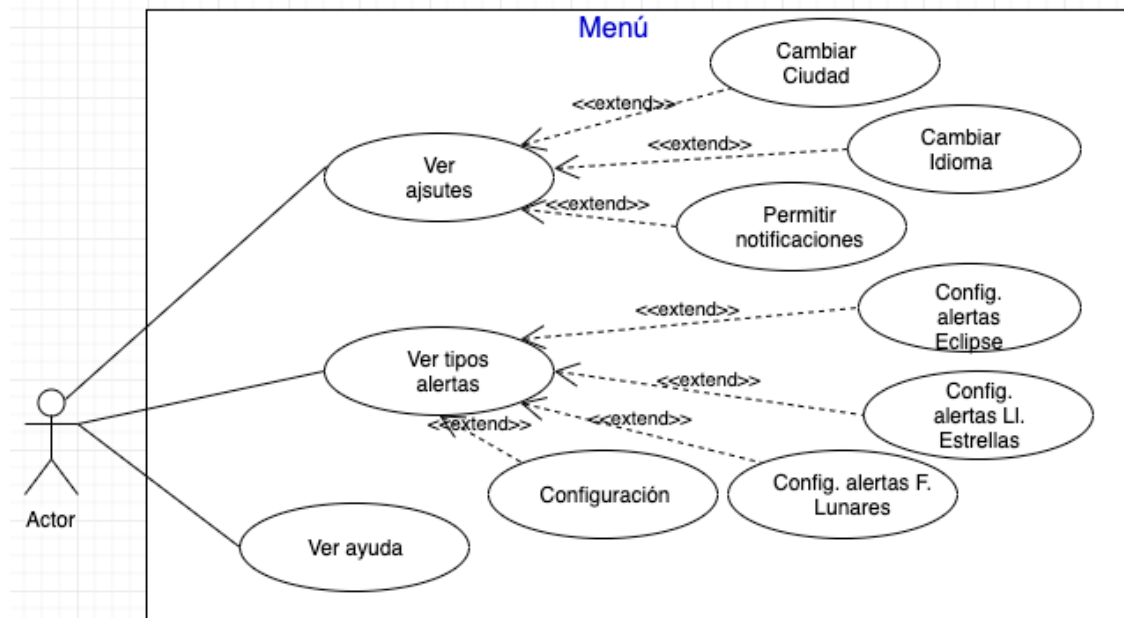 Menú
Cambiar
Ciudad
<<extend>>
Cambiar
Idioma
<<extend>>
Ver
ajsutes
<<extend>>
Permitir
notificaciones
Config.
alertas
Eclipse
<<extend>>
Ver tipos
alertas
<<extend>>
Config.
alertas Ll.
Estrellas
<<extend>>
<<extend>>
Configuración
Config. alertas F.
Lunares
Actor
Ver ayuda